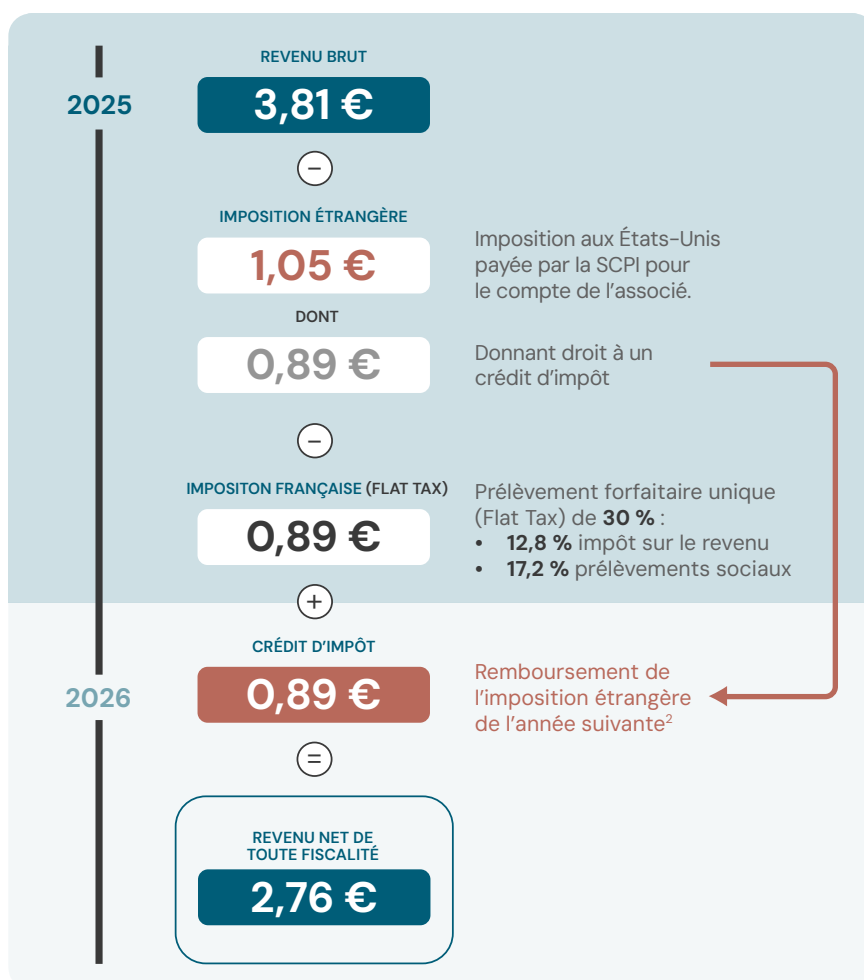 REVENU BRUT
2025
3,81 €
−
IMPOSITION ÉTRANGÈRE
1,05 €
Imposition aux États-Unis
payée par la SCPI pour
le compte de l’associé.
DONT
0,89 €
Donnant droit à un
crédit d’impôt
−
IMPOSITON FRANÇAISE (FLAT TAX)
0,89 €
Prélèvement forfaitaire unique
(Flat Tax) de 30 % :
• 12,8 % impôt sur le revenu
• 17,2 % prélèvements sociaux
+
CRÉDIT D’IMPÔT
2026
0,89 €
Remboursement de
l’imposition étrangère
de l’année suivante²
=
REVENU NET DE
TOUTE FISCALITÉ
2,76 €